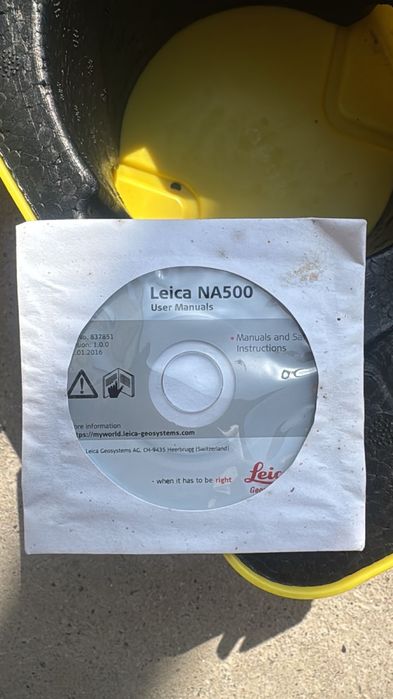 Leica NA500
User Manuals
No. 837851
sion: 1.0.0
.01.2016
• Manuals and Sa
Instructions
ore information
tps://myworld.leica-geosystems.com
Leica Geosystems AG, CH-9435 Heerbrugg (Switzerland)
- when it has to be right
Leic
Geo